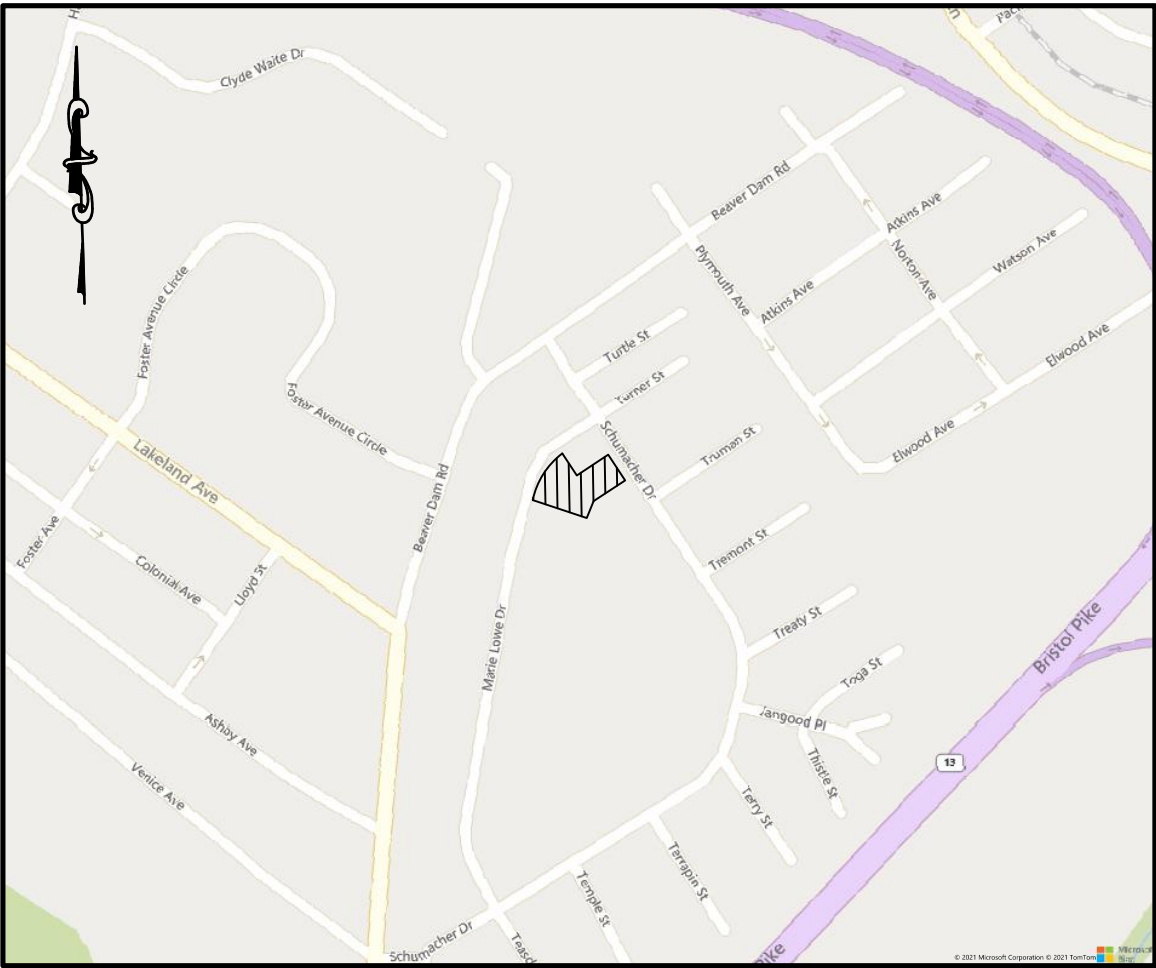 Clyde Waite Dr
Beaver Dam Rd
Atkins Ave
Norton Ave
Watson Ave
Plymouth Ave
Atkins Ave
Foster Avenue Circle
Turtle St
Elwood Ave
Turner St
Foster Avenue Circle
Schumacher Dr
Truman St
Elwood Ave
Lakeland Ave
Beaver Dam Rd
Foster Ave
Colonial Ave
Lloyd St
Tremont St
Treaty St
Bristol Pike
Marie Lowe Dr
Toga St
Jangood Pl
Ashby Ave
Thistle St
13
Venice Ave
Terry St
Terrapin St
Temple St
Schumacher Dr
Pike
© 2021 Microsoft Corporation © 2021 TomTom